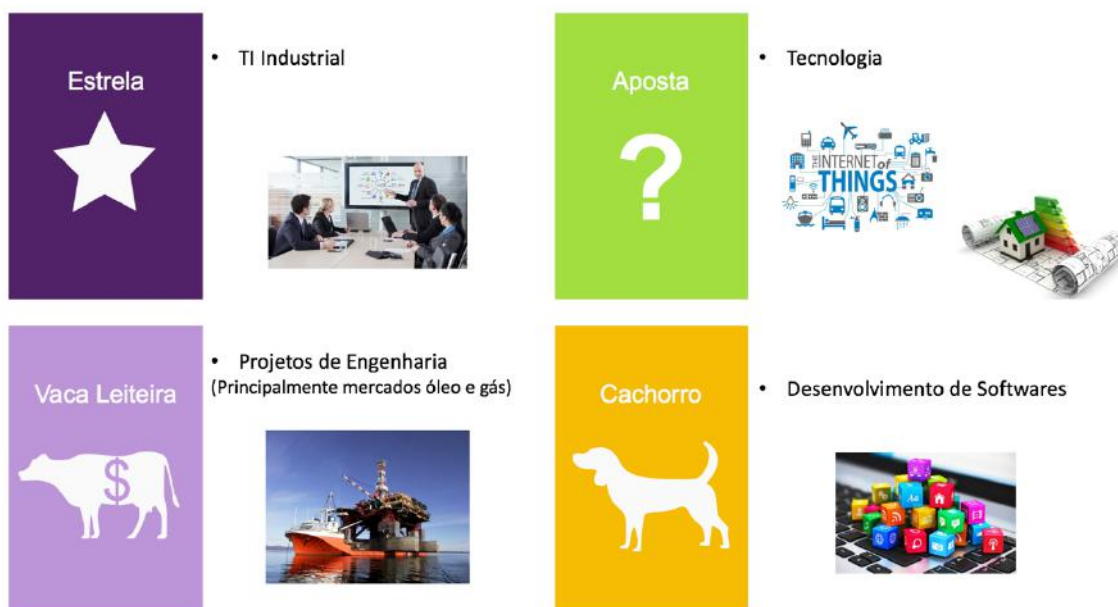 Estrela
• TI Industrial
Aposta
?
• Tecnologia
THE INTERNET of
THINGS
Vaca Leiteira
$
• Projetos de Engenharia
(Principalmente mercados óleo e gás)
Cachorro
• Desenvolvimento de Softwares